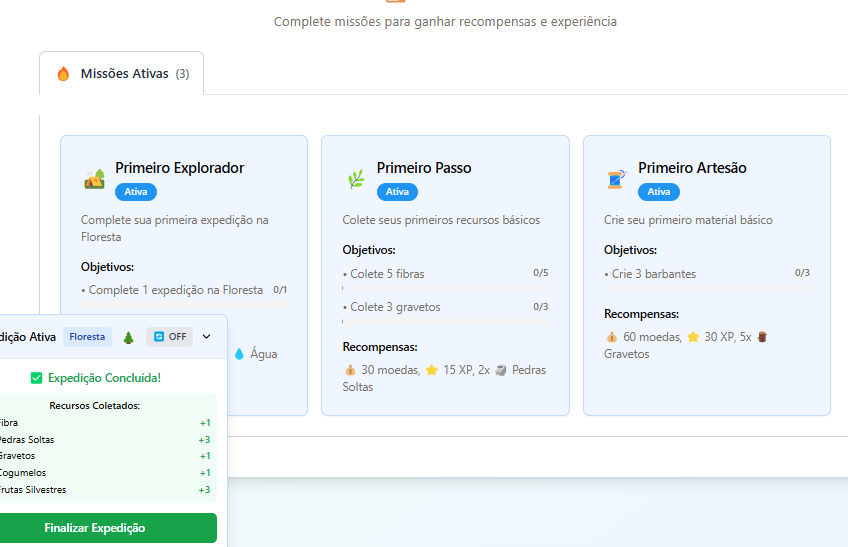 Complete missões para ganhar recompensas e experiência
Missões Ativas (3)
Primeiro Explorador
Ativa
Complete sua primeira expedição na
Floresta
Objetivos:
• Complete 1 expedição na Floresta 0/1
Água
Primeiro Passo
Ativa
Colete seus primeiros recursos básicos
Objetivos:
• Colete 5 fibras 0/5
• Colete 3 gravetos 0/3
Recompensas:
30 moedas, 15 XP, 2x Pedras
Soltas
Primeiro Artesão
Ativa
Crie seu primeiro material básico
Objetivos:
• Crie 3 barbantes 0/3
Recompensas:
60 moedas, 30 XP, 5x
Gravetos
dição Ativa Floresta OFF
Expedição Concluída!
Recursos Coletados:
Fibra +1
Pedras Soltas +3
Gravetos +1
Cogumelos +1
Frutas Silvestres +3
Finalizar Expedição